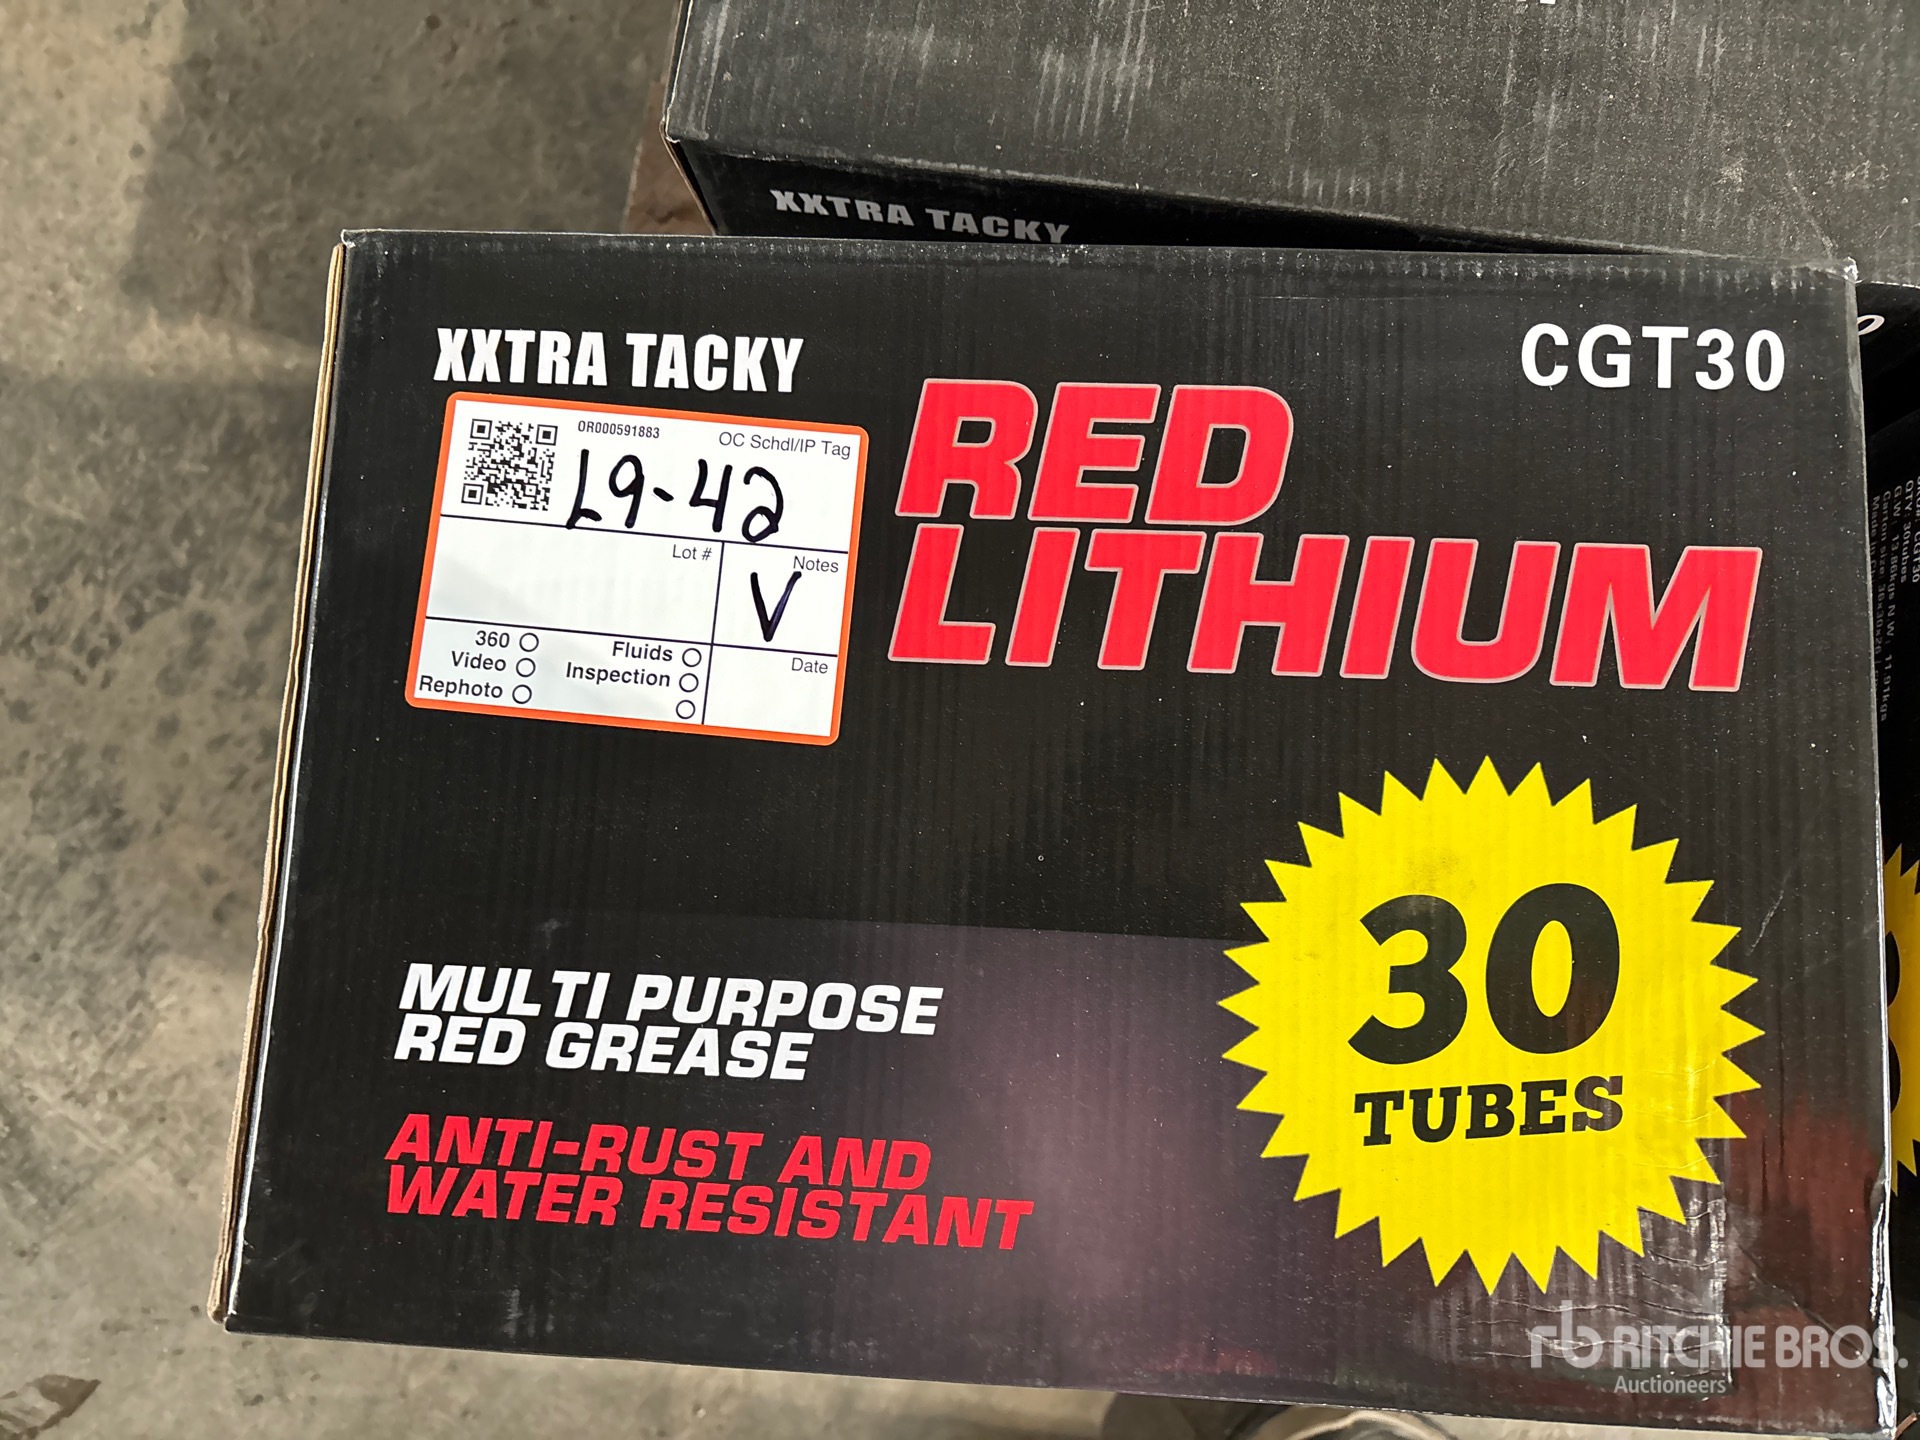 XXTRA TACKY
XXTRA TACKY
CGT30
RED
LITHIUM
OR000591883
OC Schdl/IP Tag
L9-42
Lot #
Notes
V
360
Video
Rephoto
Fluids
Inspection
Date
30
TUBES
MULTI PURPOSE
RED GREASE
ANTI-RUST AND
WATER RESISTANT
rb RITCHIE BROS.
Auctioneers